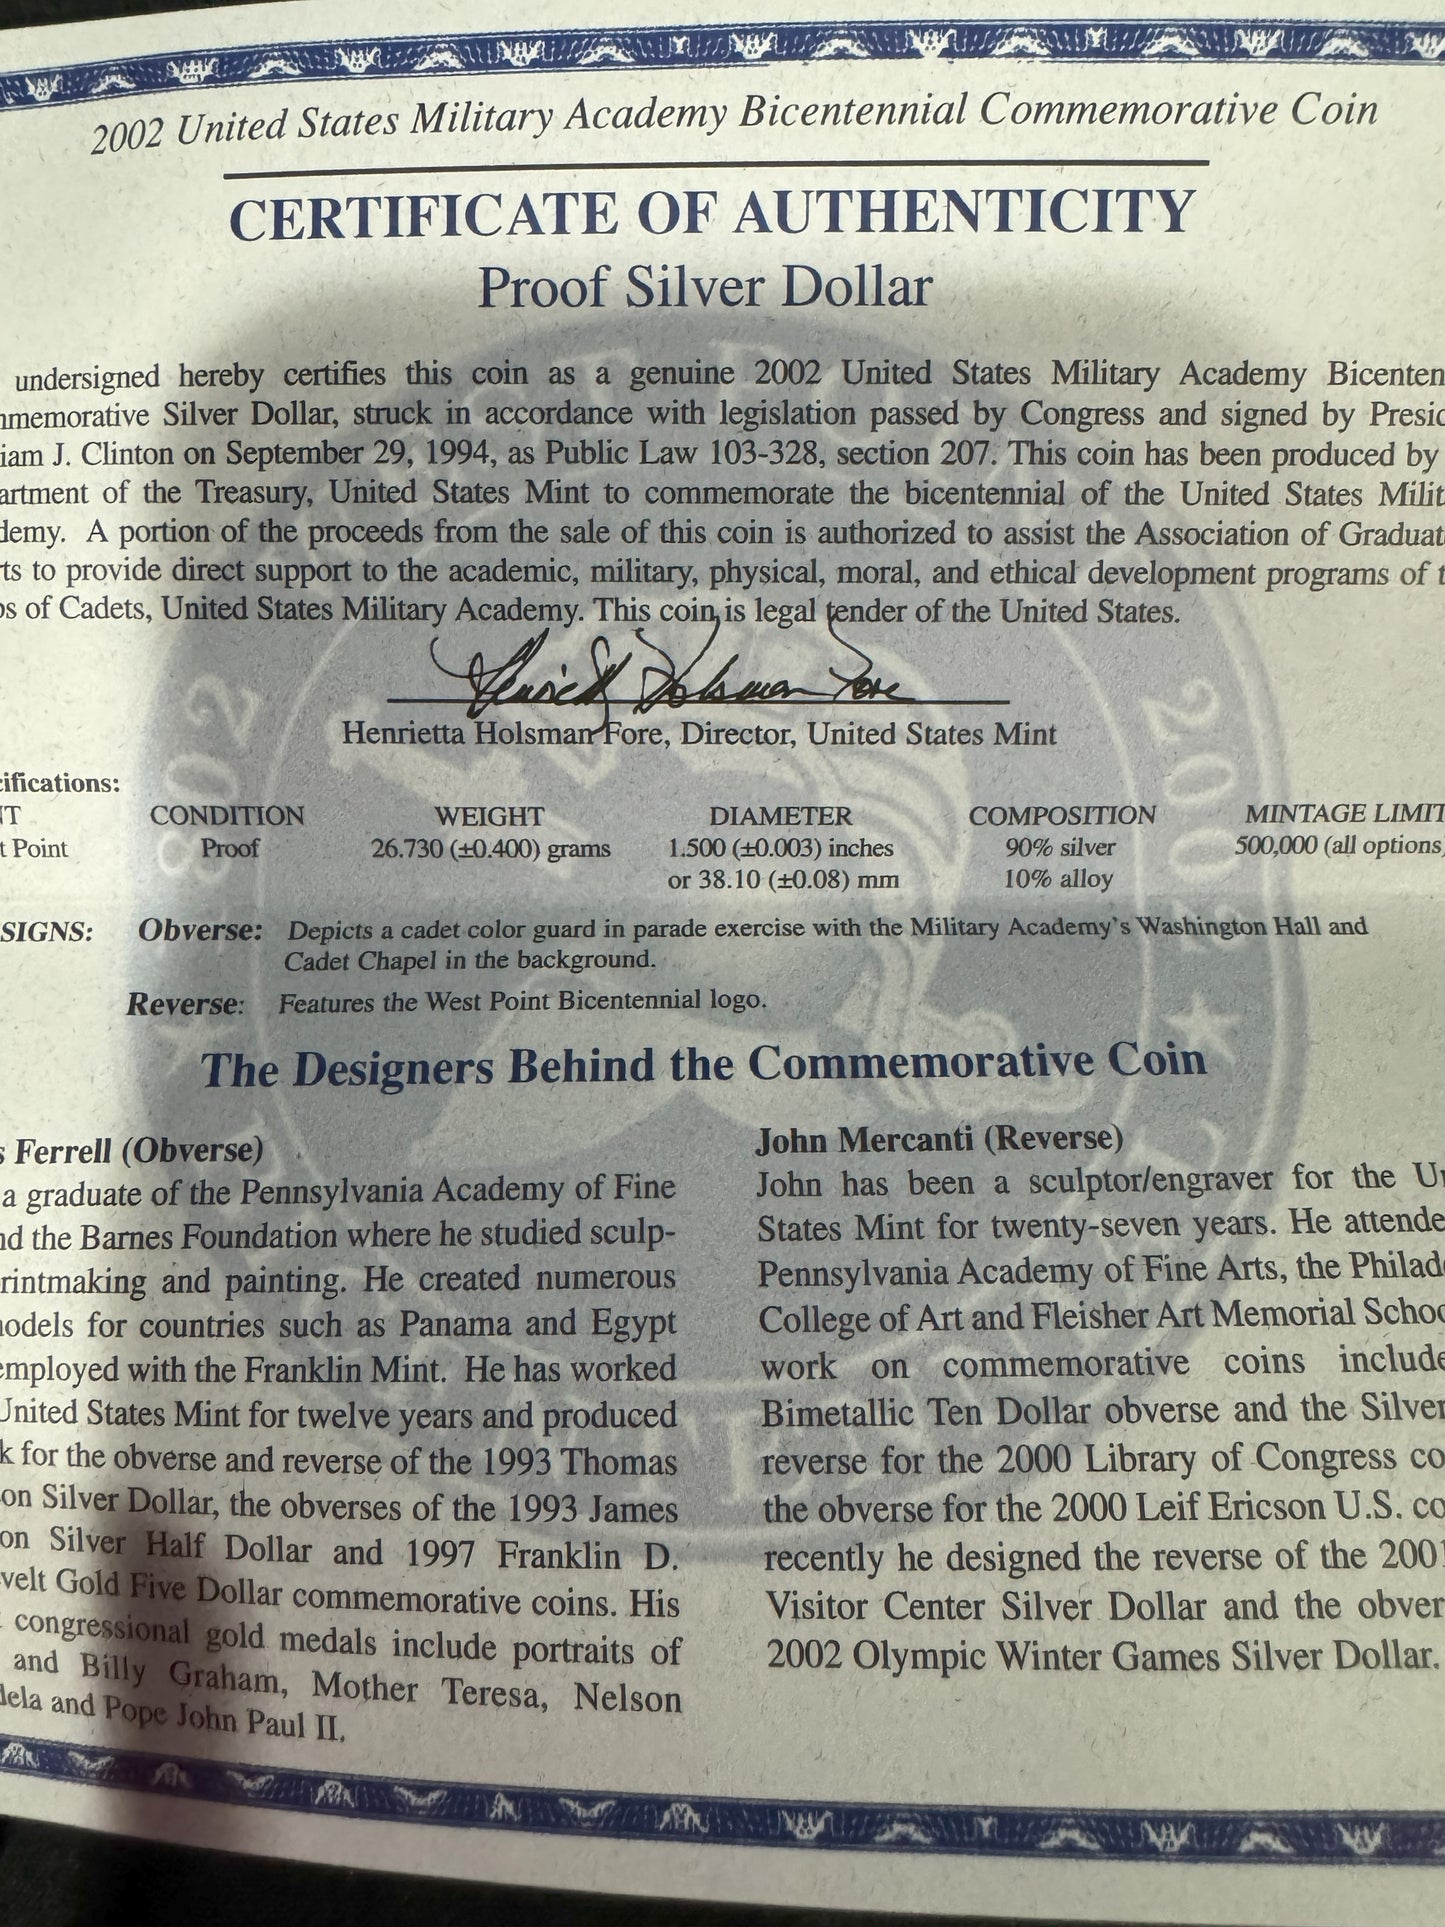 2002 United States Military Academy Bicentennial Commemorative Coin
CERTIFICATE OF AUTHENTICITY
Proof Silver Dollar
undersigned hereby certifies this coin as a genuine 2002 United States Military Academy Bicenten
mmemorative Silver Dollar, struck in accordance with legislation passed by Congress and signed by Presid
iam J. Clinton on September 29, 1994, as Public Law 103-328, section 207. This coin has been produced by
artment of the Treasury, United States Mint to commemorate the bicentennial of the United States Milit
demy. A portion of the proceeds from the sale of this coin is authorized to assist the Association of Graduat
ts to provide direct support to the academic, military, physical, moral, and ethical development programs of t
ps of Cadets, United States Military Academy. This coin is legal tender of the United States.
Henrietta Holsman Fore
Henrietta Holsman Fore, Director, United States Mint
cifications:
NT CONDITION WEIGHT DIAMETER COMPOSITION MINTAGE LIMIT
t Point Proof 26.730 (±0.400) grams 1.500 (±0.003) inches 90% silver 500,000 (all options)
or 38.10 (±0.08) mm 10% alloy
SIGNS: Obverse: Depicts a cadet color guard in parade exercise with the Military Academy's Washington Hall and
Cadet Chapel in the background.
Reverse: Features the West Point Bicentennial logo.
The Designers Behind the Commemorative Coin
s Ferrell (Obverse)
a graduate of the Pennsylvania Academy of Fine
nd the Barnes Foundation where he studied sculp-
rintmaking and painting. He created numerous
models for countries such as Panama and Egypt
employed with the Franklin Mint. He has worked
United States Mint for twelve years and produced
k for the obverse and reverse of the 1993 Thomas
on Silver Dollar, the obverses of the 1993 James
on Silver Half Dollar and 1997 Franklin D.
velt Gold Five Dollar commemorative coins. His
congressional gold medals include portraits of
and Billy Graham, Mother Teresa, Nelson
dela and Pope John Paul II.
John Mercanti (Reverse)
John has been a sculptor/engraver for the Un
States Mint for twenty-seven years. He attende
Pennsylvania Academy of Fine Arts, the Philade
College of Art and Fleisher Art Memorial Schoo
work on commemorative coins include
Bimetallic Ten Dollar obverse and the Silver
reverse for the 2000 Library of Congress co
the obverse for the 2000 Leif Ericson U.S. co
recently he designed the reverse of the 2001
Visitor Center Silver Dollar and the obver
2002 Olympic Winter Games Silver Dollar.
1802
2002